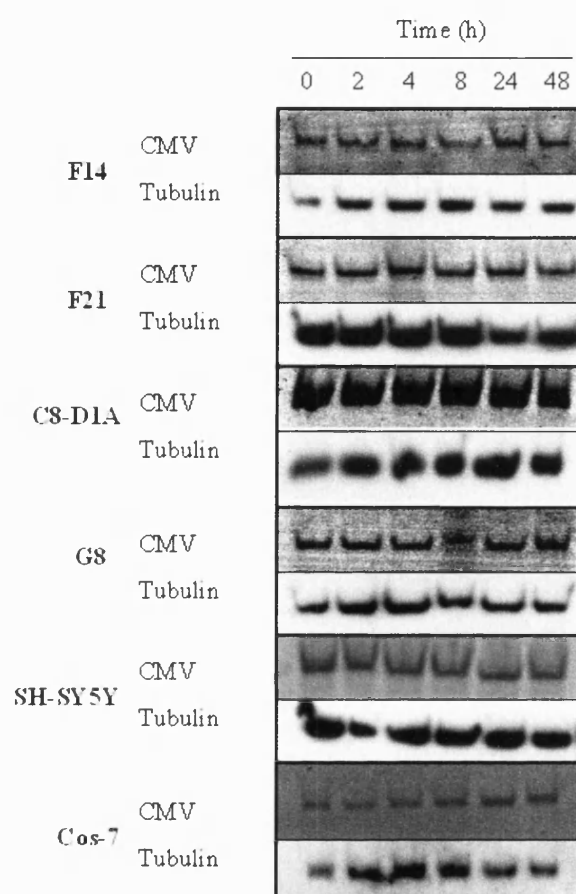 Time (h)
0 2 4 8 24 48
CMV
F14
Tubulin
CMV
F21
Tubulin
CMV
C8-D1A
Tubulin
CMV
G8
Tubulin
CMV
SH-SY5Y
Tubulin
CMV
Cos-7
Tubulin